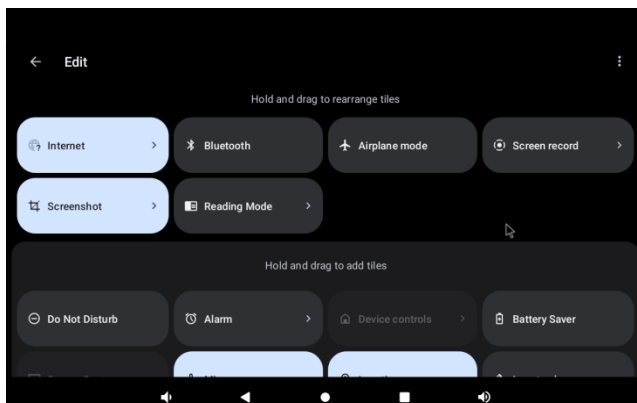 Edit
Hold and drag to rearrange tiles
Internet
Bluetooth
Airplane mode
Screen record
Screenshot
Reading Mode
Hold and drag to add tiles
Do Not Disturb
Alarm
Device controls
Battery Saver